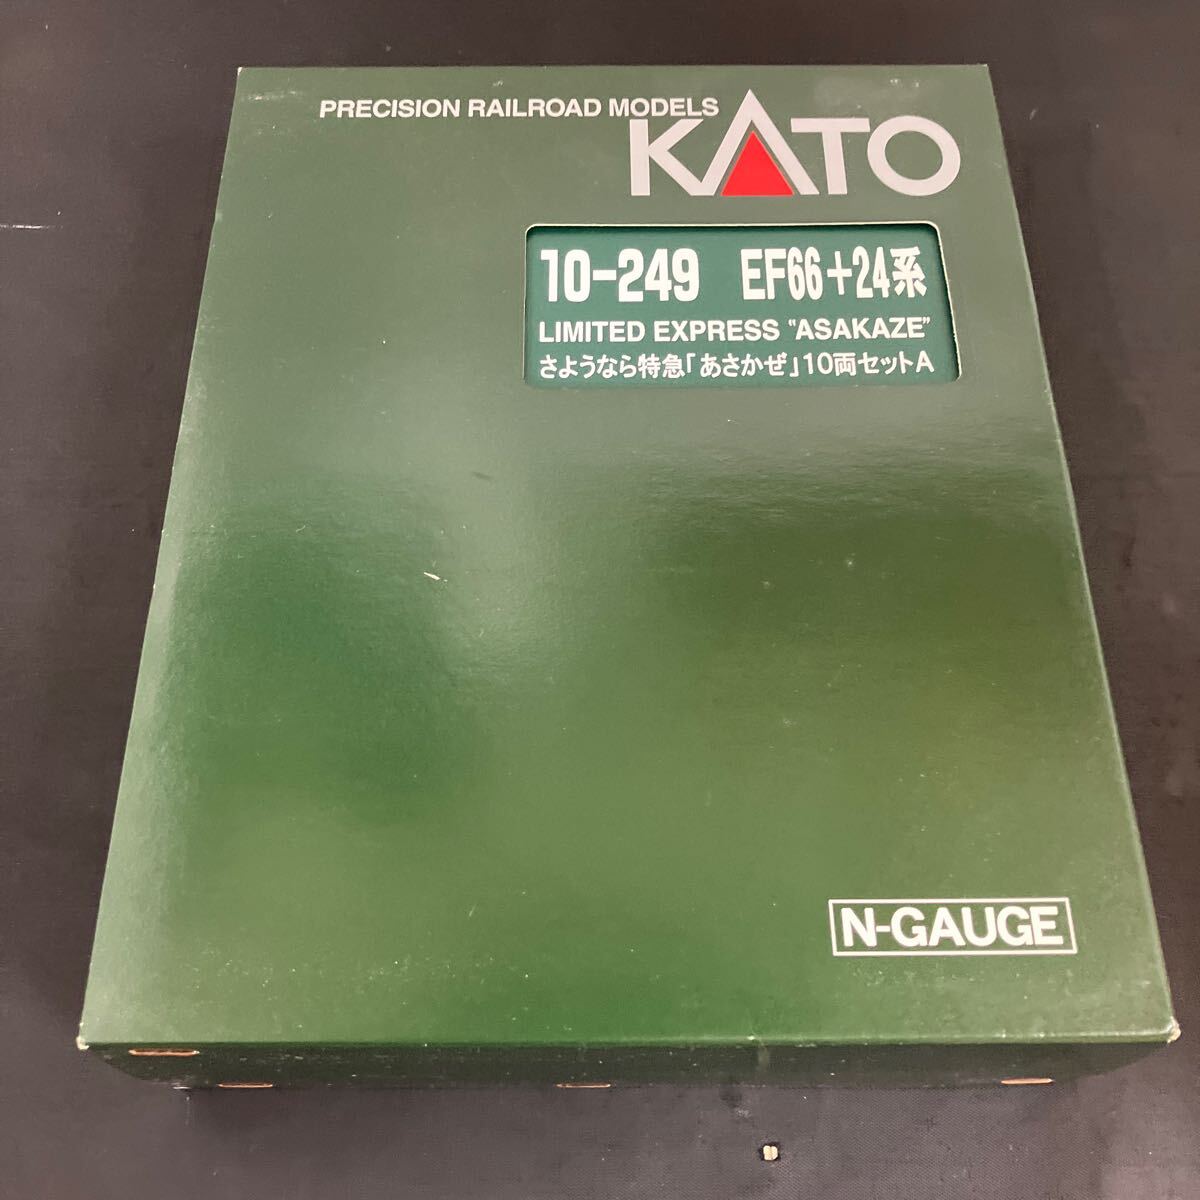 PRECISION RAILROAD MODELS
KATO
10-249 EF66+24系
LIMITED EXPRESS "ASAKAZE"
さようなら特急「あさかぜ」10両セットA
N-GAUGE